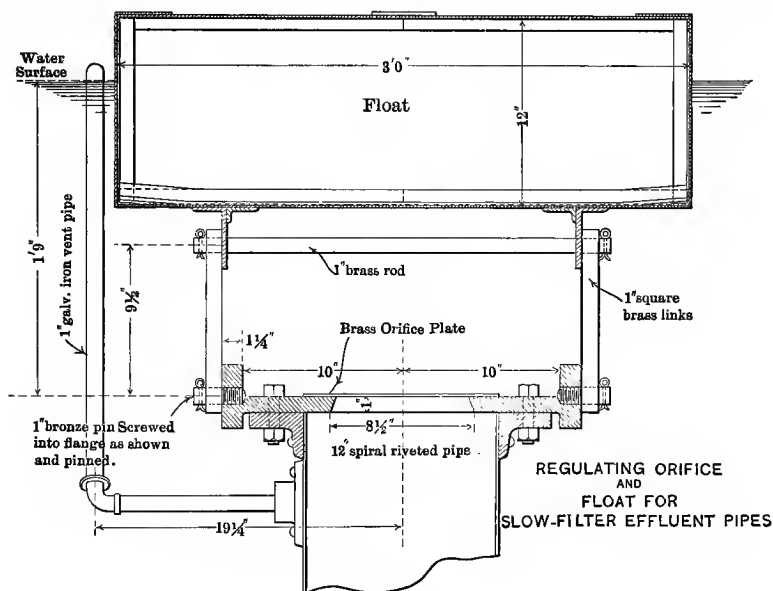 Water
Surface
3'0"
Float
12"
1'9"
1"galv. iron vent pipe
9½"
1"brass rod
1"square
brass links
1¼"
Brass Orifice Plate
10"
10"
1"
8½"
1"bronze pin Screwed
into flange as shown
and pinned.
12"spiral riveted pipe.
19¼"
REGULATING ORIFICE
AND
FLOAT FOR
SLOW-FILTER EFFLUENT PIPES